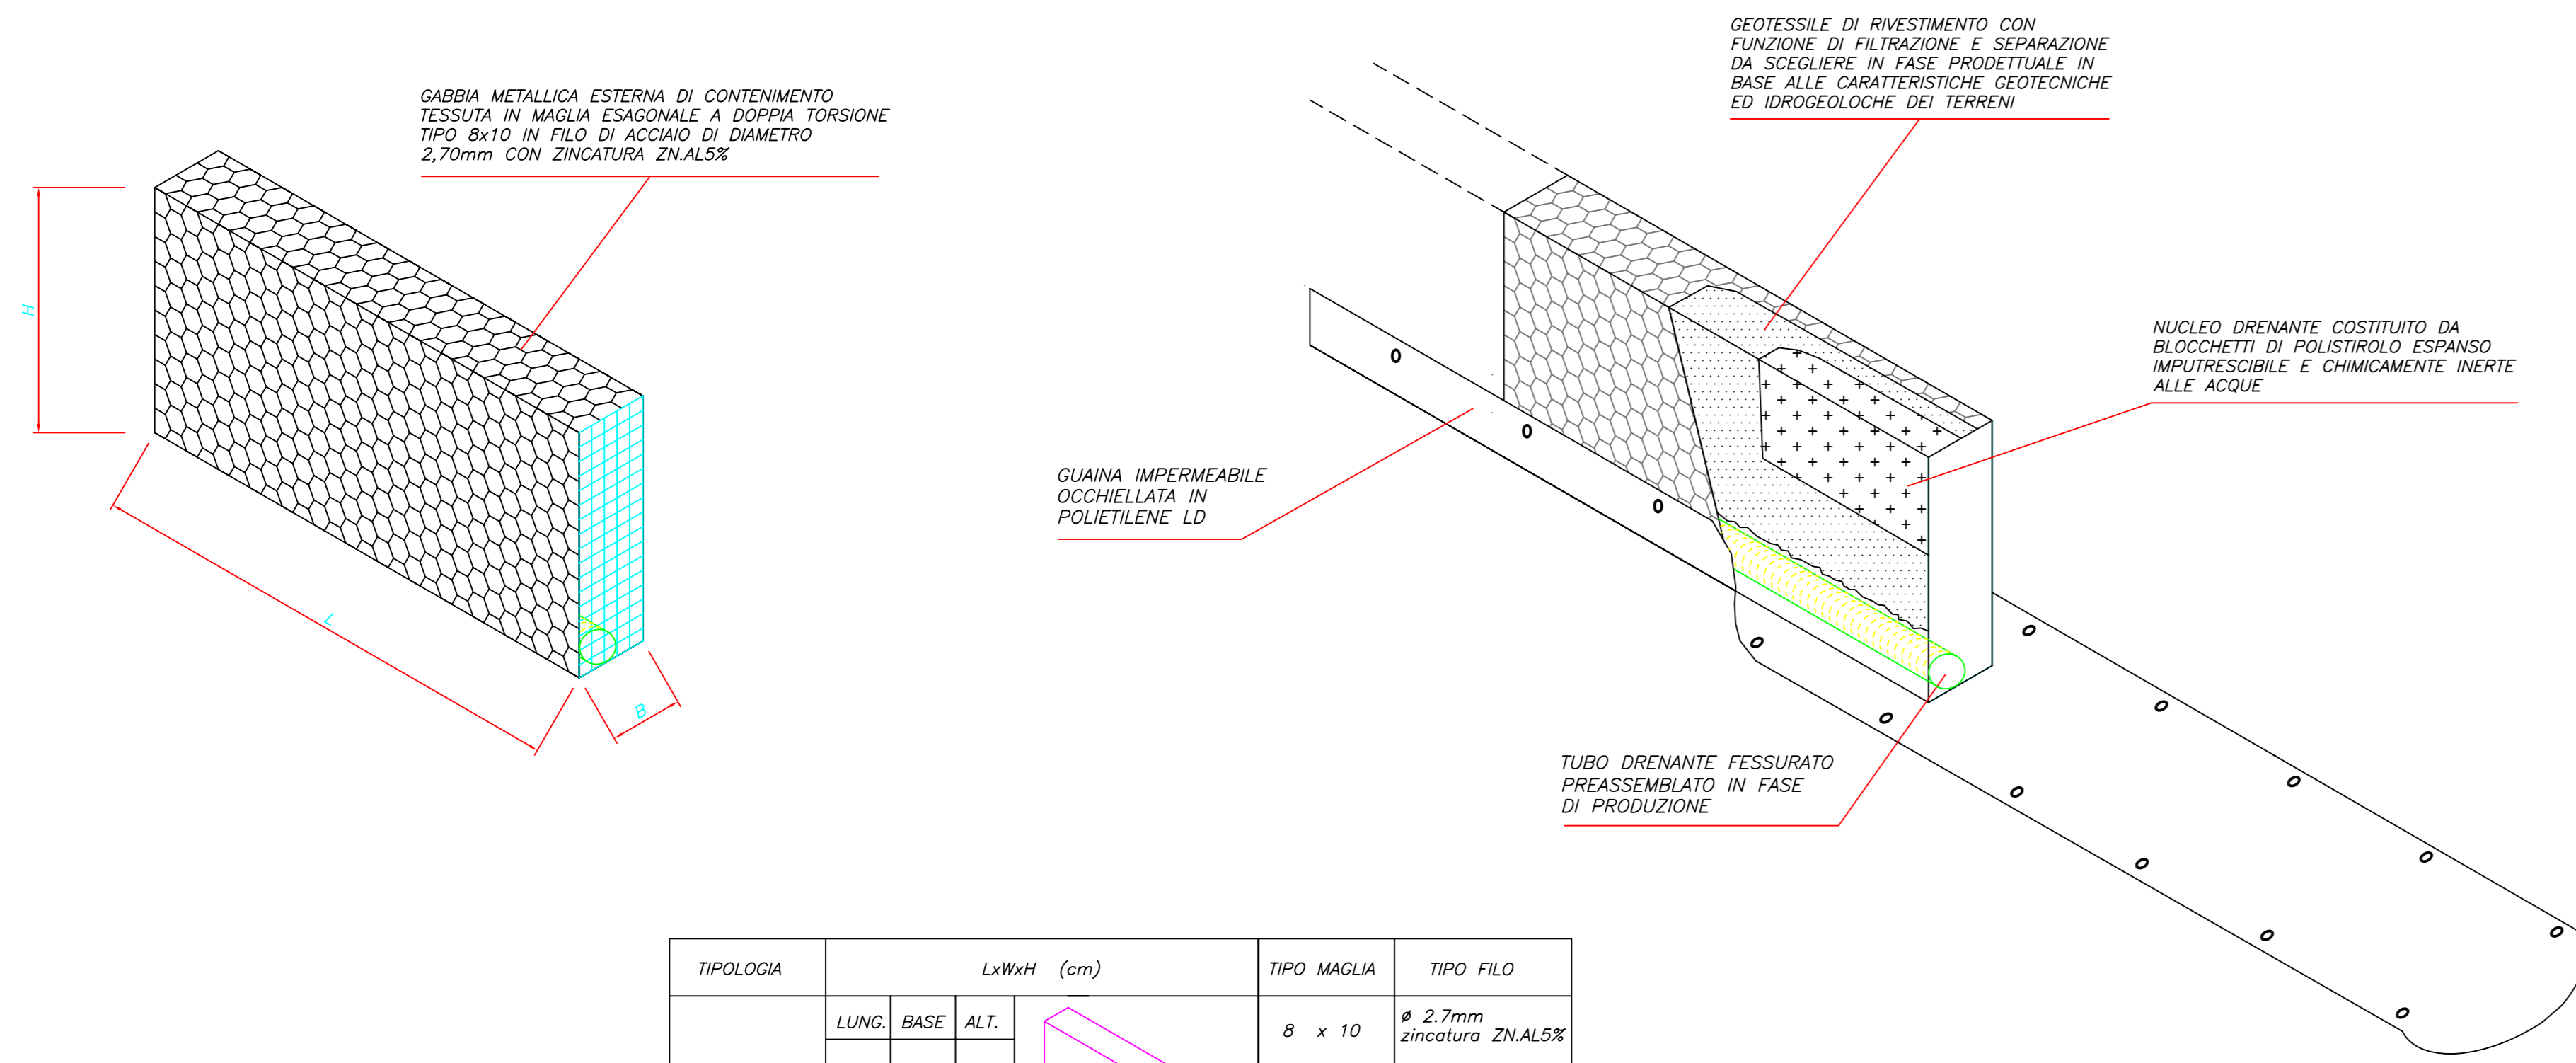 GABBIA METALLICA ESTERNA DI CONTENIMENTO
TESSUTA IN MAGLIA ESAGONALE A DOPPIA TORSIONE
TIPO 8x10 IN FILO DI ACCIAIO DI DIAMETRO
2,70mm CON ZINCATURA ZN.AL5%
H
L
B
GEOTESSILE DI RIVESTIMENTO CON
FUNZIONE DI FILTRAZIONE E SEPARAZIONE
DA SCEGLIERE IN FASE PRODETTUALE IN
BASE ALLE CARATTERISTICHE GEOTECNICHE
ED IDROGEOLOCHE DEI TERRENI
NUCLEO DRENANTE COSTITUITO DA
BLOCCHETTI DI POLISTIROLO ESPANSO
IMPUTRESCIBILE E CHIMICAMENTE INERTE
ALLE ACQUE
GUAINA IMPERMEABILE
OCCHIELLATA IN
POLIETILENE LD
TUBO DRENANTE FESSURATO
PREASSEMBLATO IN FASE
DI PRODUZIONE
TIPOLOGIA LxWxH (cm) TIPO MAGLIA TIPO FILO
LUNG. BASE ALT.
8 x 10
ø 2.7mm
zincatura ZN.AL5%